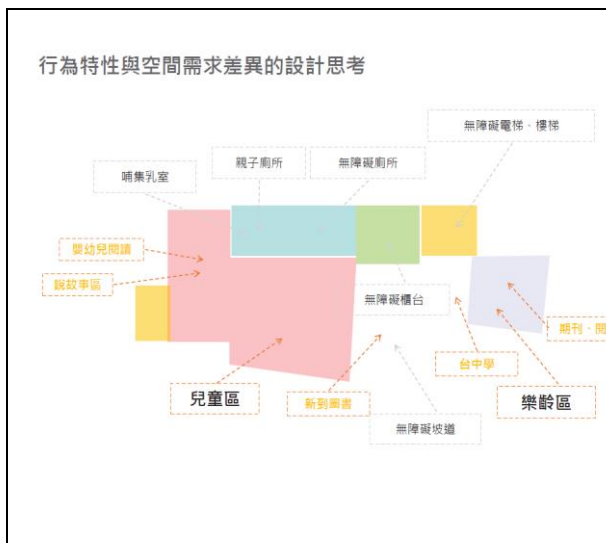 行為特性與空間需求差異的設計思考
無障礙電梯、樓梯
親子廁所
無障礙廁所
哺集乳室
嬰幼兒閱讀
說故事區
無障礙櫃台
期刊、閱
台中學
兒童區
新到圖書
樂齡區
無障礙坡道